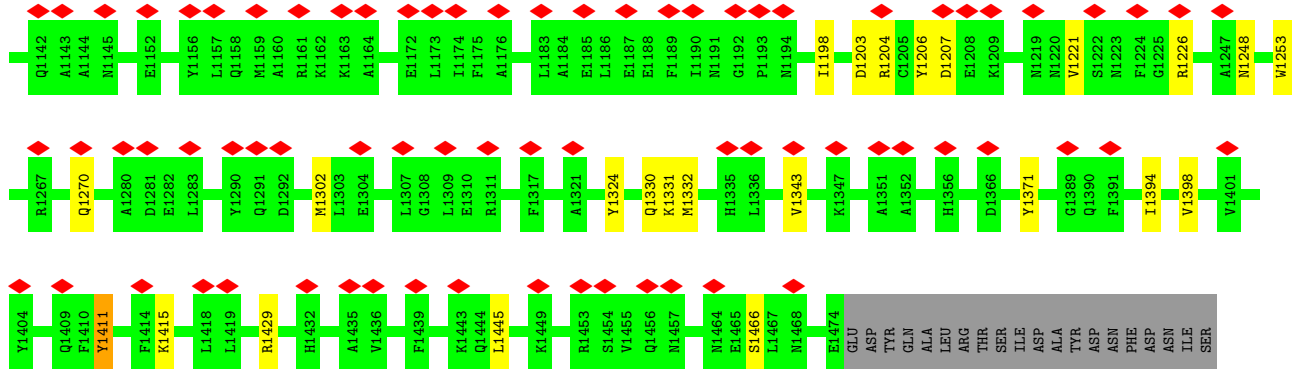 Q1142 A1143 A1144 N1145 E1152 Y1156 L1157 Q1158 M1159 A1160 R1161 K1162 K1163 A1164 E1172 L1173 I1174 F1175 A1176 L1183 A1184 E1185 L1186 E1187 E1188 F1189 I1190 N1191 G1192 P1193 N1194 I1198 D1203 R1204 C1205 Y1206 D1207 E1208 K1209 N1219 N1220 V1221 S1222 N1223 F1224 G1225 R1226 A1247 N1248 W1253
R1267 Q1270 A1280 D1281 E1282 L1283 Y1290 Q1291 D1292 M1302 L1303 E1304 L1307 G1308 L1309 E1310 R1311 F1317 A1321 Y1324 Q1330 K1331 M1332 H1335 L1336 V1343 K1347 A1351 A1352 H1356 D1366 Y1371 G1389 Q1390 F1391 I1394 V1398 V1401
Y1404 Q1409 F1410 Y1411 F1414 K1415 L1418 L1419 R1429 H1432 A1435 V1436 F1439 K1443 Q1444 L1445 K1449 R1453 S1454 V1455 Q1456 N1457 N1464 E1465 S1466 L1467 N1468 E1474 GLU ASP TYR GLN ALA LEU ARG THR SER ILE ASP ALA TYR ASP ASN PHE ASP ASN ILE SER